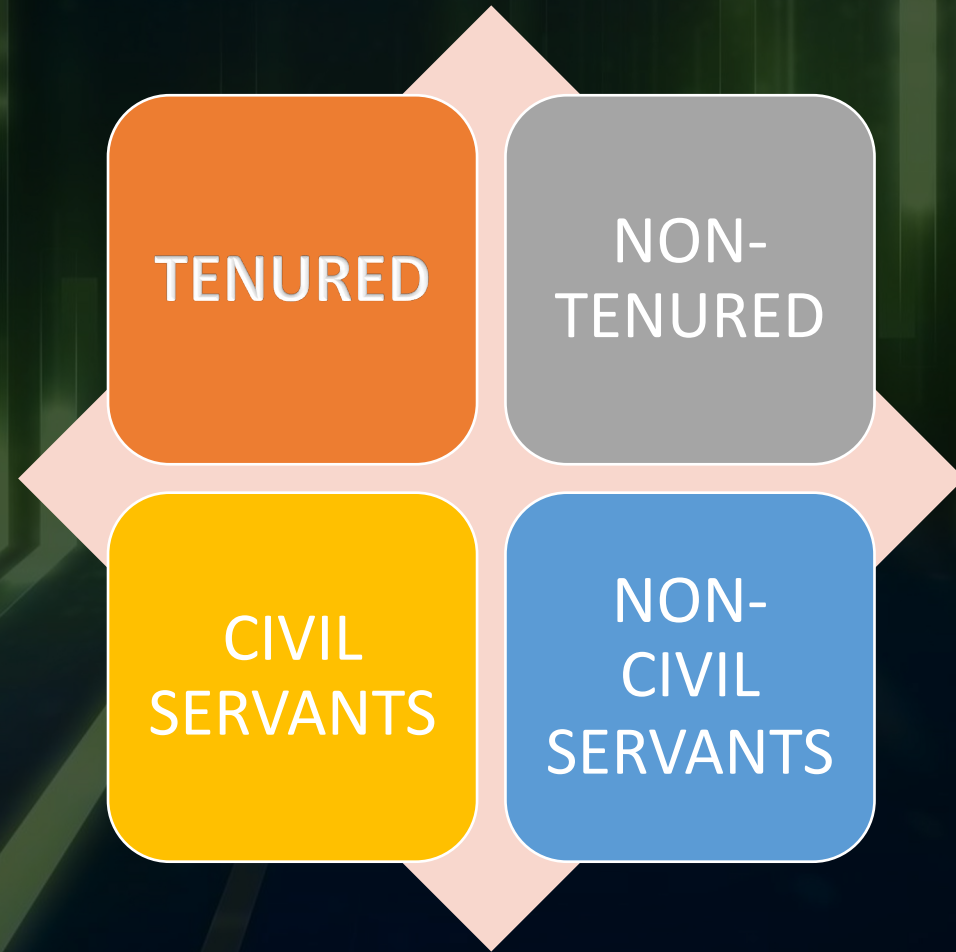 TENURED
NON-
TENURED
CIVIL
SERVANTS
NON-
CIVIL
SERVANTS